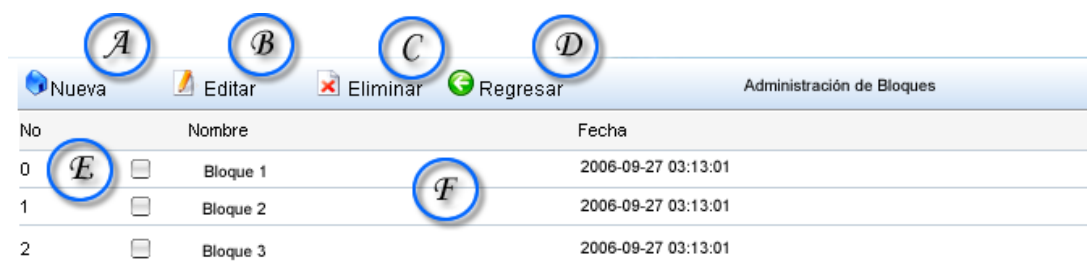 A B C D
Nueva Editar Eliminar Regresar Administración de Bloques
No Nombre Fecha
0 E Bloque 1 2006-09-27 03:13:01
F
1 Bloque 2 2006-09-27 03:13:01
2 Bloque 3 2006-09-27 03:13:01